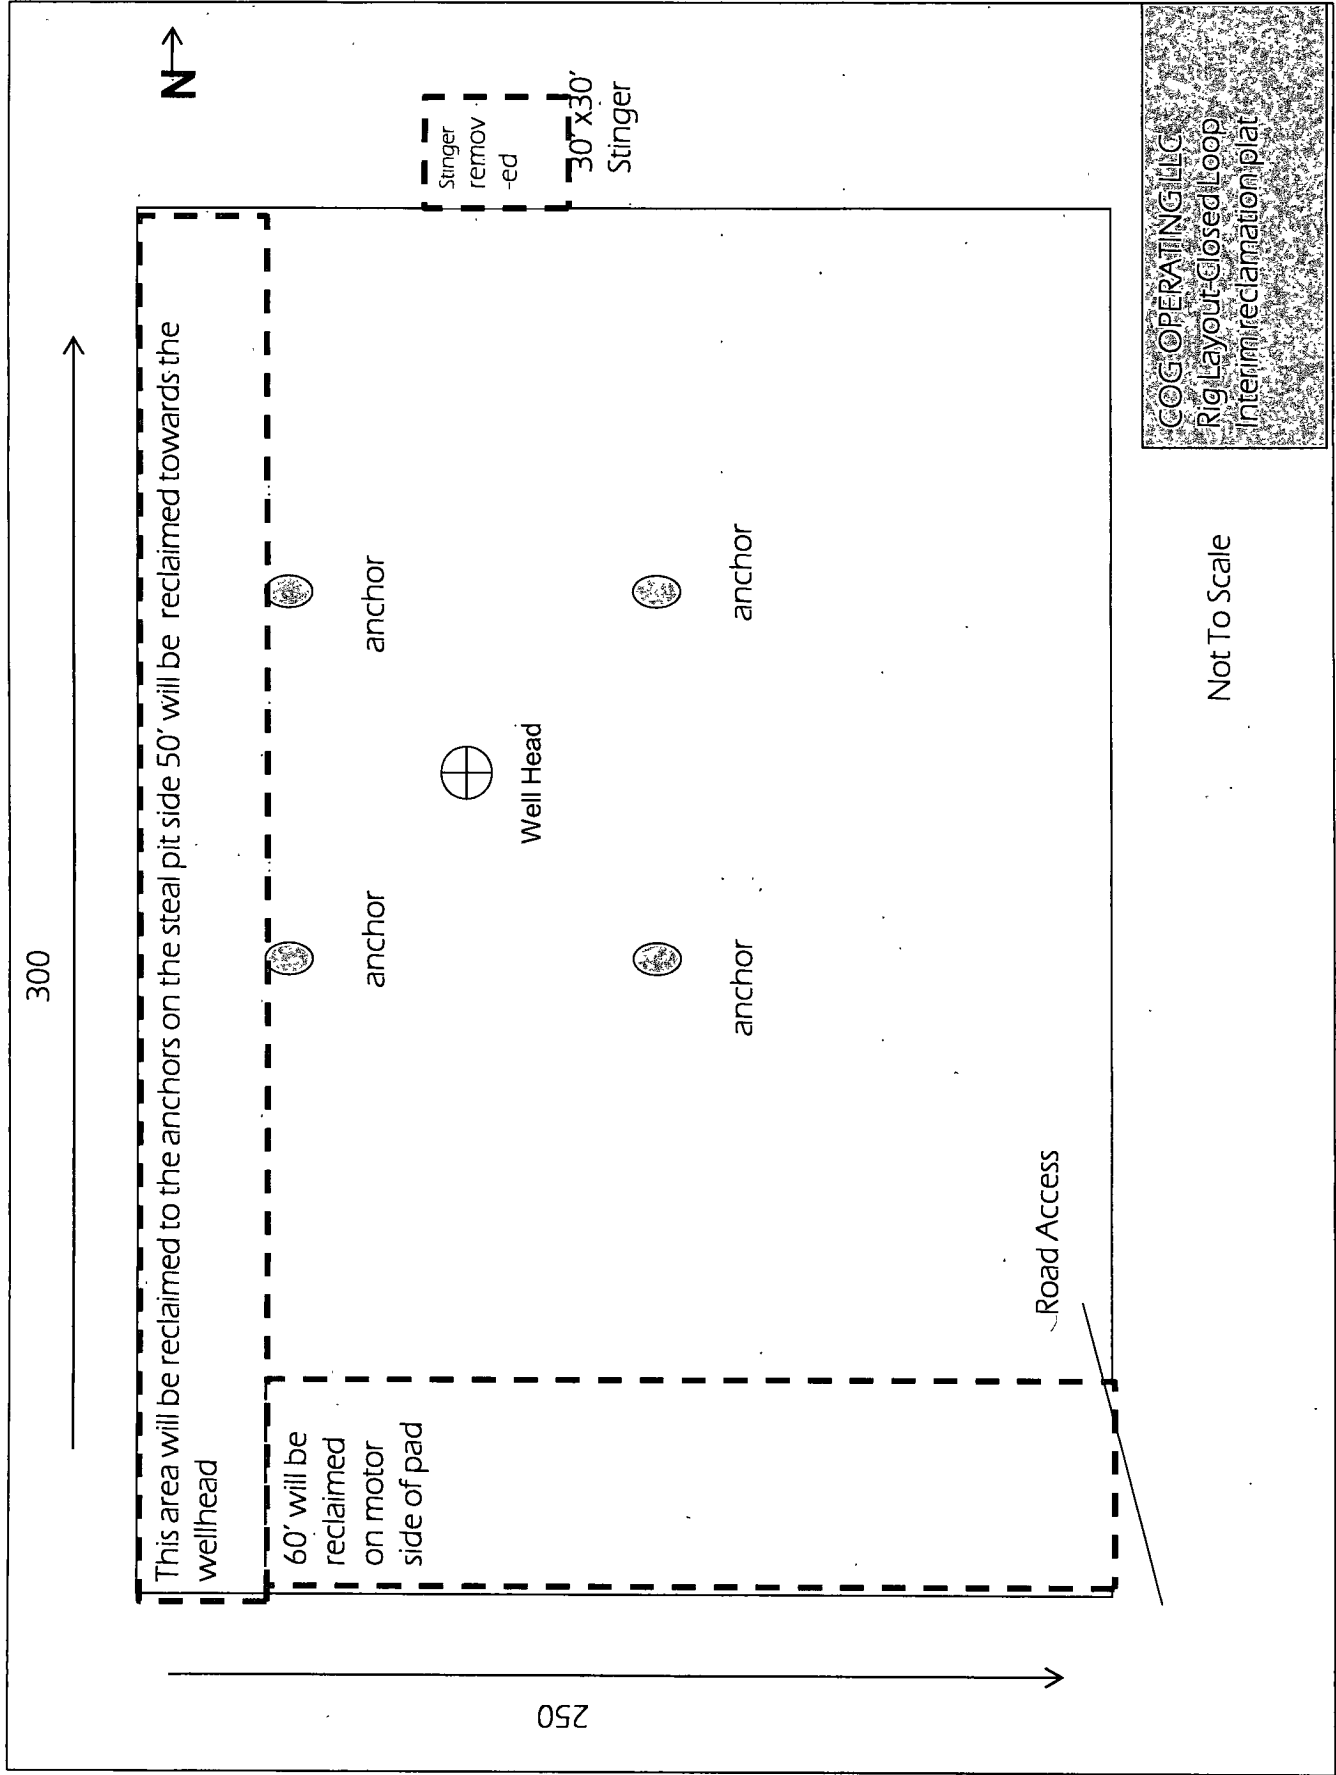 300
N
This area will be reclaimed to the anchors on the steal pit side 50' will be reclaimed towards the
wellhead
Stinger
remov
-ed
30' x30'
Stinger
60' will be
reclaimed
on motor
side of pad
anchor
anchor
Well Head
anchor
anchor
Road Access
250
Not To Scale
COG OPERATING LLC
Rig Layout-Closed Loop
Interim reclamation plat